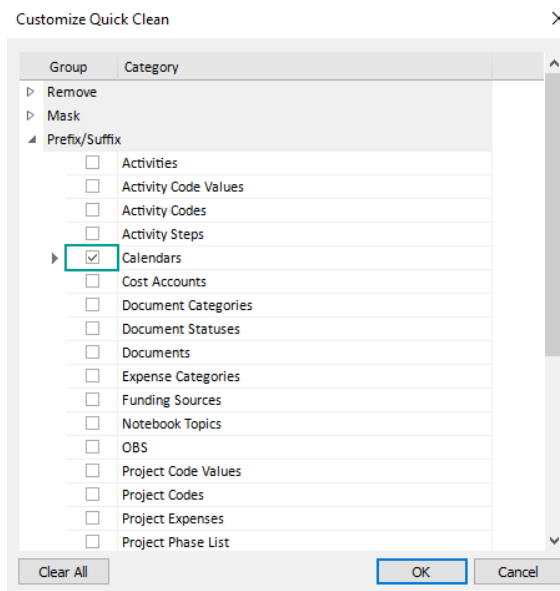 Customize Quick Clean
Group Category
Remove
Mask
Prefix/Suffix
Activities
Activity Code Values
Activity Codes
Activity Steps
Calendars
Cost Accounts
Document Categories
Document Statuses
Documents
Expense Categories
Funding Sources
Notebook Topics
OBS
Project Code Values
Project Codes
Project Expenses
Project Phase List
Clear All OK Cancel